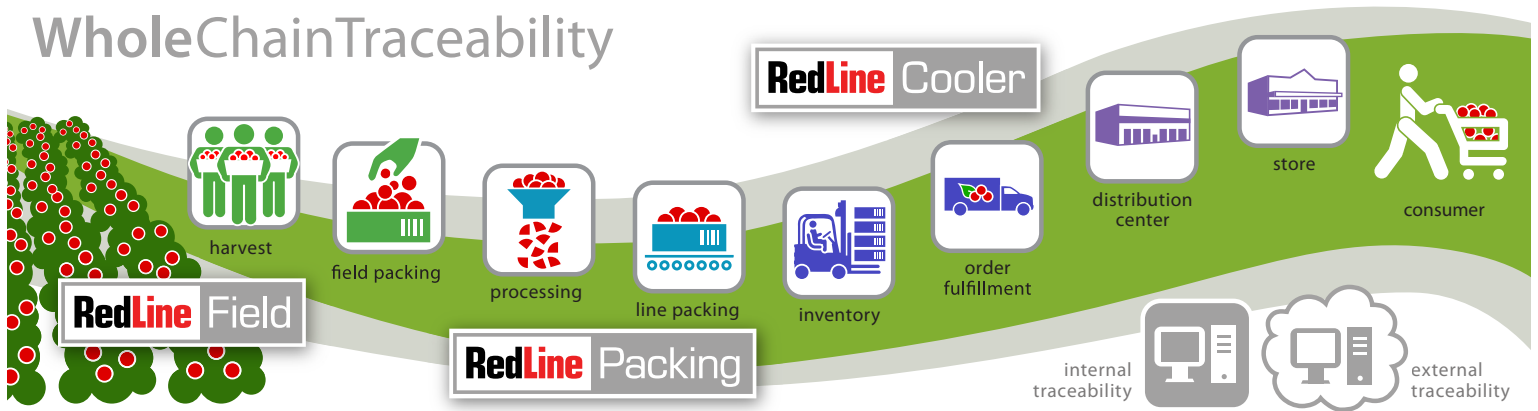 WholeChainTraceability
RedLine Cooler
harvest
field packing
processing
line packing
inventory
order
fulfillment
distribution
center
store
consumer
RedLine Field
RedLine Packing
internal
traceability
external
traceability